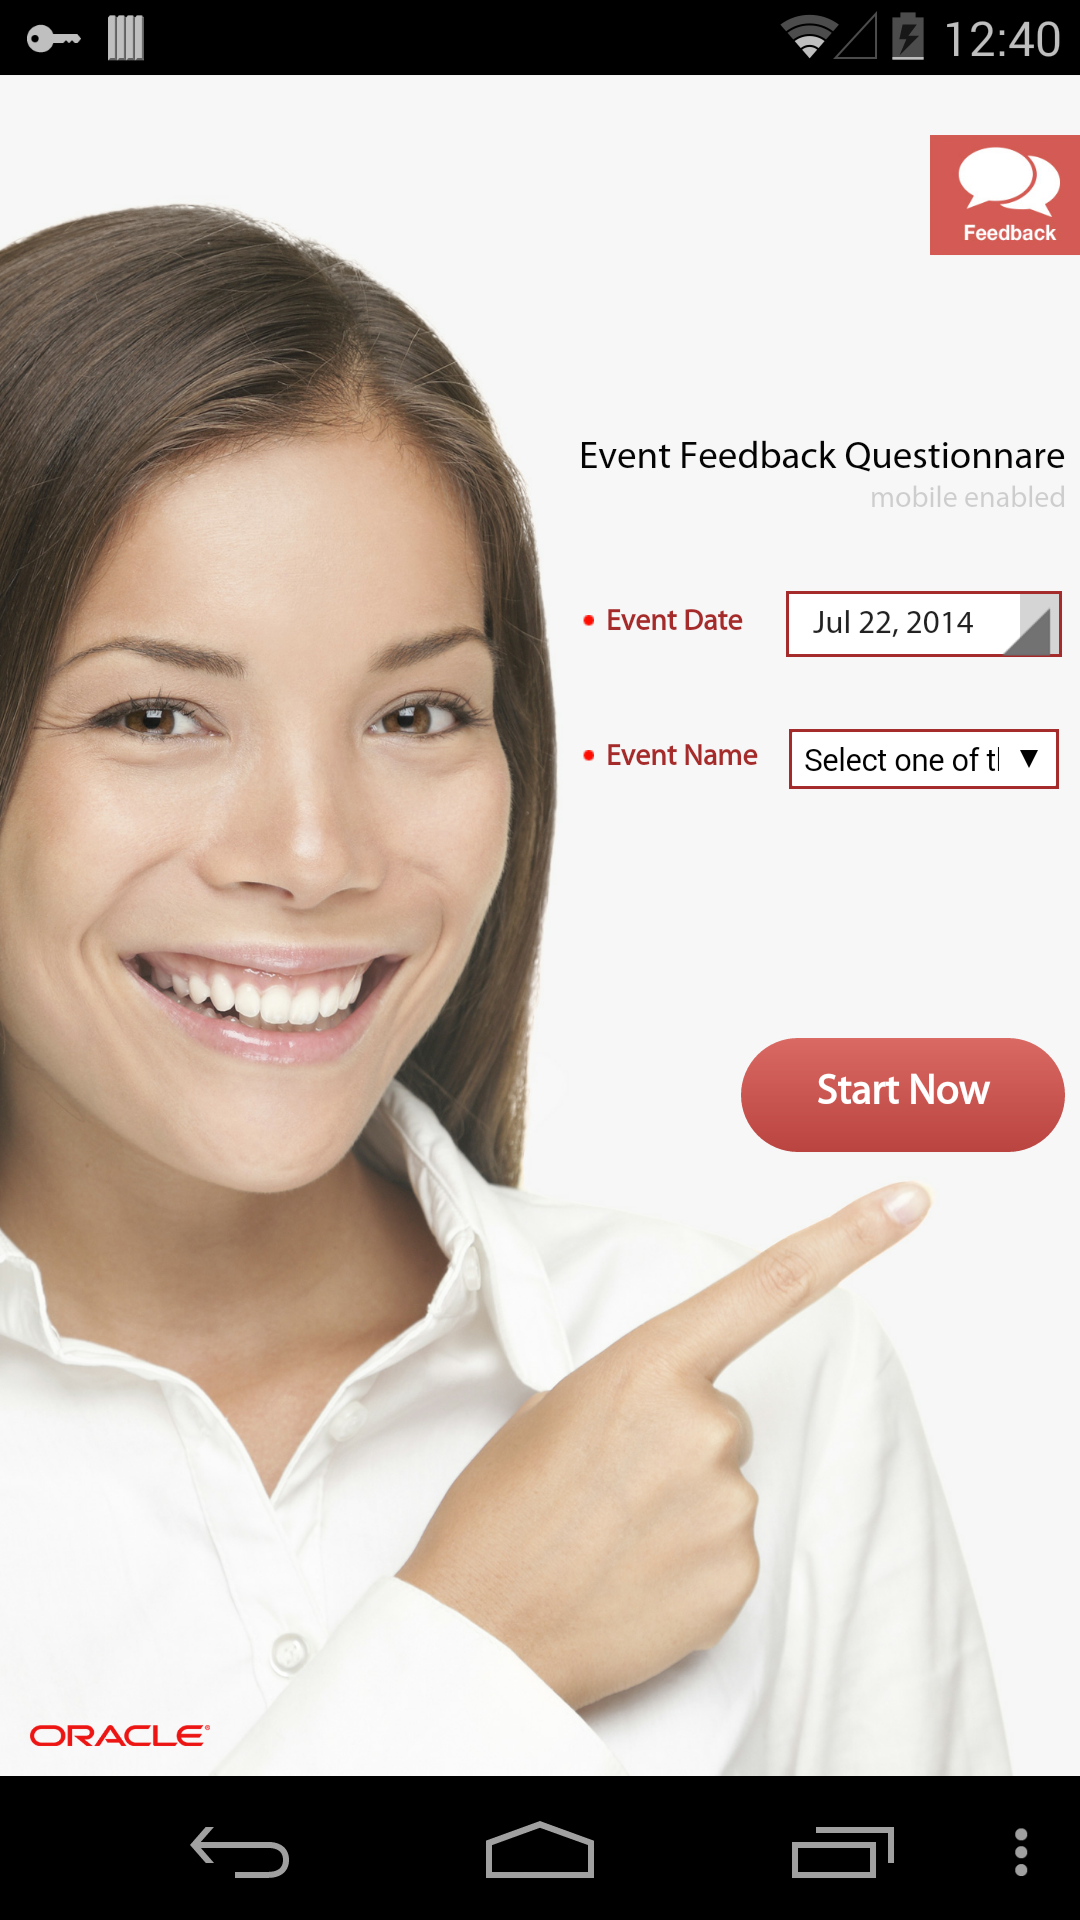 12:40
Feedback
Event Feedback Questionnare
mobile enabled
Event Date
Jul 22, 2014
Event Name
Select one of tl
Start Now
ORACLE®